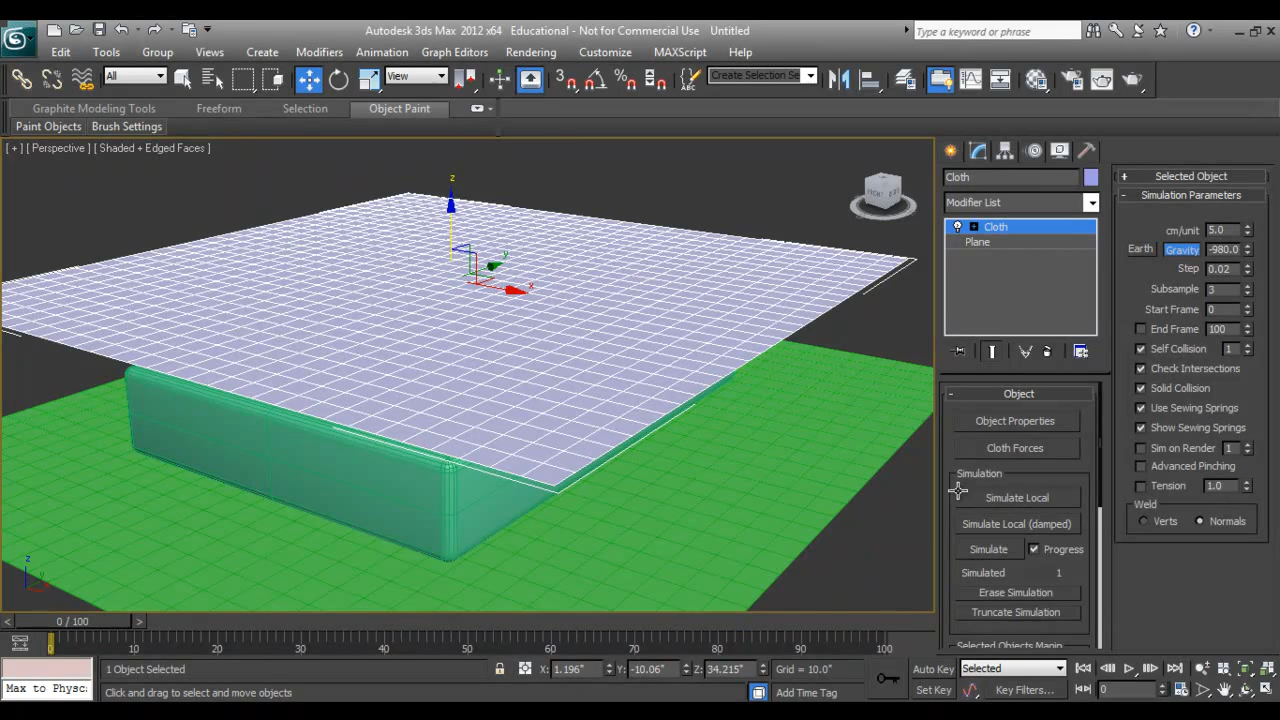 Autodesk 3ds Max 2012 x64 Educational - Not for Commercial Use Untitled
Type a keyword or phrase
Edit Tools Group Views Create Modifiers Animation Graph Editors Rendering Customize MAXScript Help
All View Create Selection Se
Graphite Modeling Tools Freeform Selection Object Paint
Paint Objects Brush Settings
[ + ] [ Perspective ] [ Shaded + Edged Faces ]
z
y
x
FRONT
z
y
Cloth
Modifier List
Cloth
Plane
- Object
Object Properties
Cloth Forces
Simulation
Simulate Local
Simulate Local (damped)
Simulate Progress
Simulated 1
Erase Simulation
Truncate Simulation
+ Selected Object
- Simulation Parameters
cm/unit 5.0
Earth Gravity -980.0
Step 0.02
Subsample 3
Start Frame 0
End Frame 100
Self Collision 1
Check Intersections
Solid Collision
Use Sewing Springs
Show Sewing Springs
Sim on Render 1
Advanced Pinching
Tension 1.0
Weld
Verts Normals
< 0 / 100 >
0 10 20 30 40 50 60 70 80 90 100
1 Object Selected X: 1.196" Y: -10.06" Z: 34.215" Grid = 10.0" Auto Key Selected
Max to Physc: Click and drag to select and move objects Add Time Tag Set Key Key Filters... 0